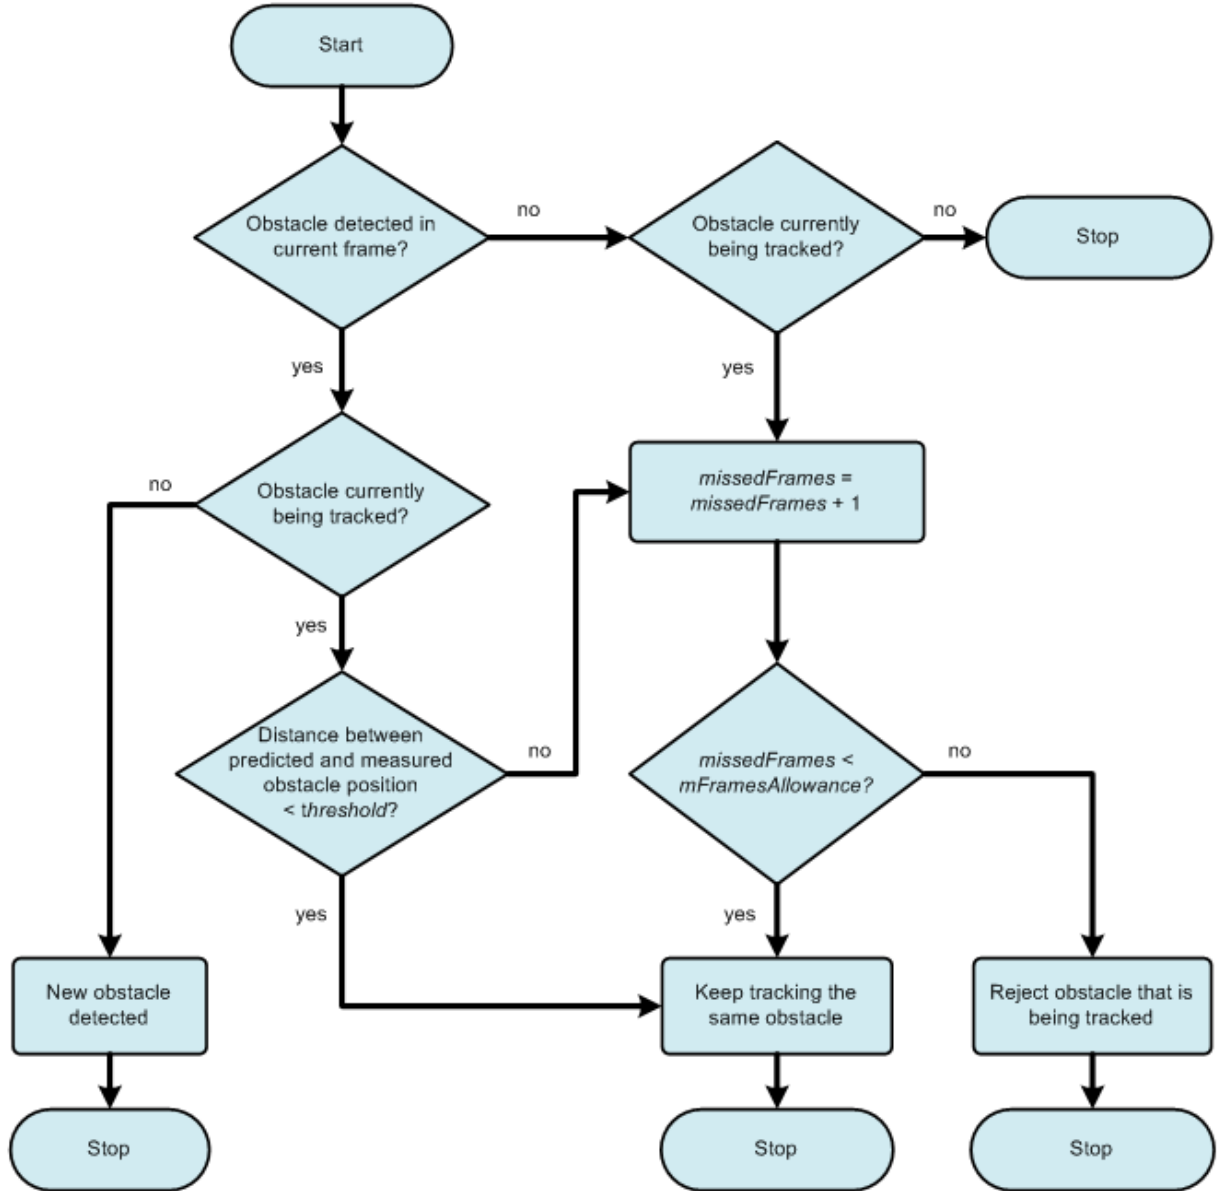 Start
Obstacle detected in
current frame?
no
Obstacle currently
being tracked?
no
Stop
yes
yes
no
Obstacle currently
being tracked?
missedFrames =
missedFrames + 1
yes
Distance between
predicted and measured
obstacle position
< threshold?
no
missedFrames <
mFramesAllowance?
no
yes
yes
New obstacle
detected
Keep tracking the
same obstacle
Reject obstacle that is
being tracked
Stop
Stop
Stop